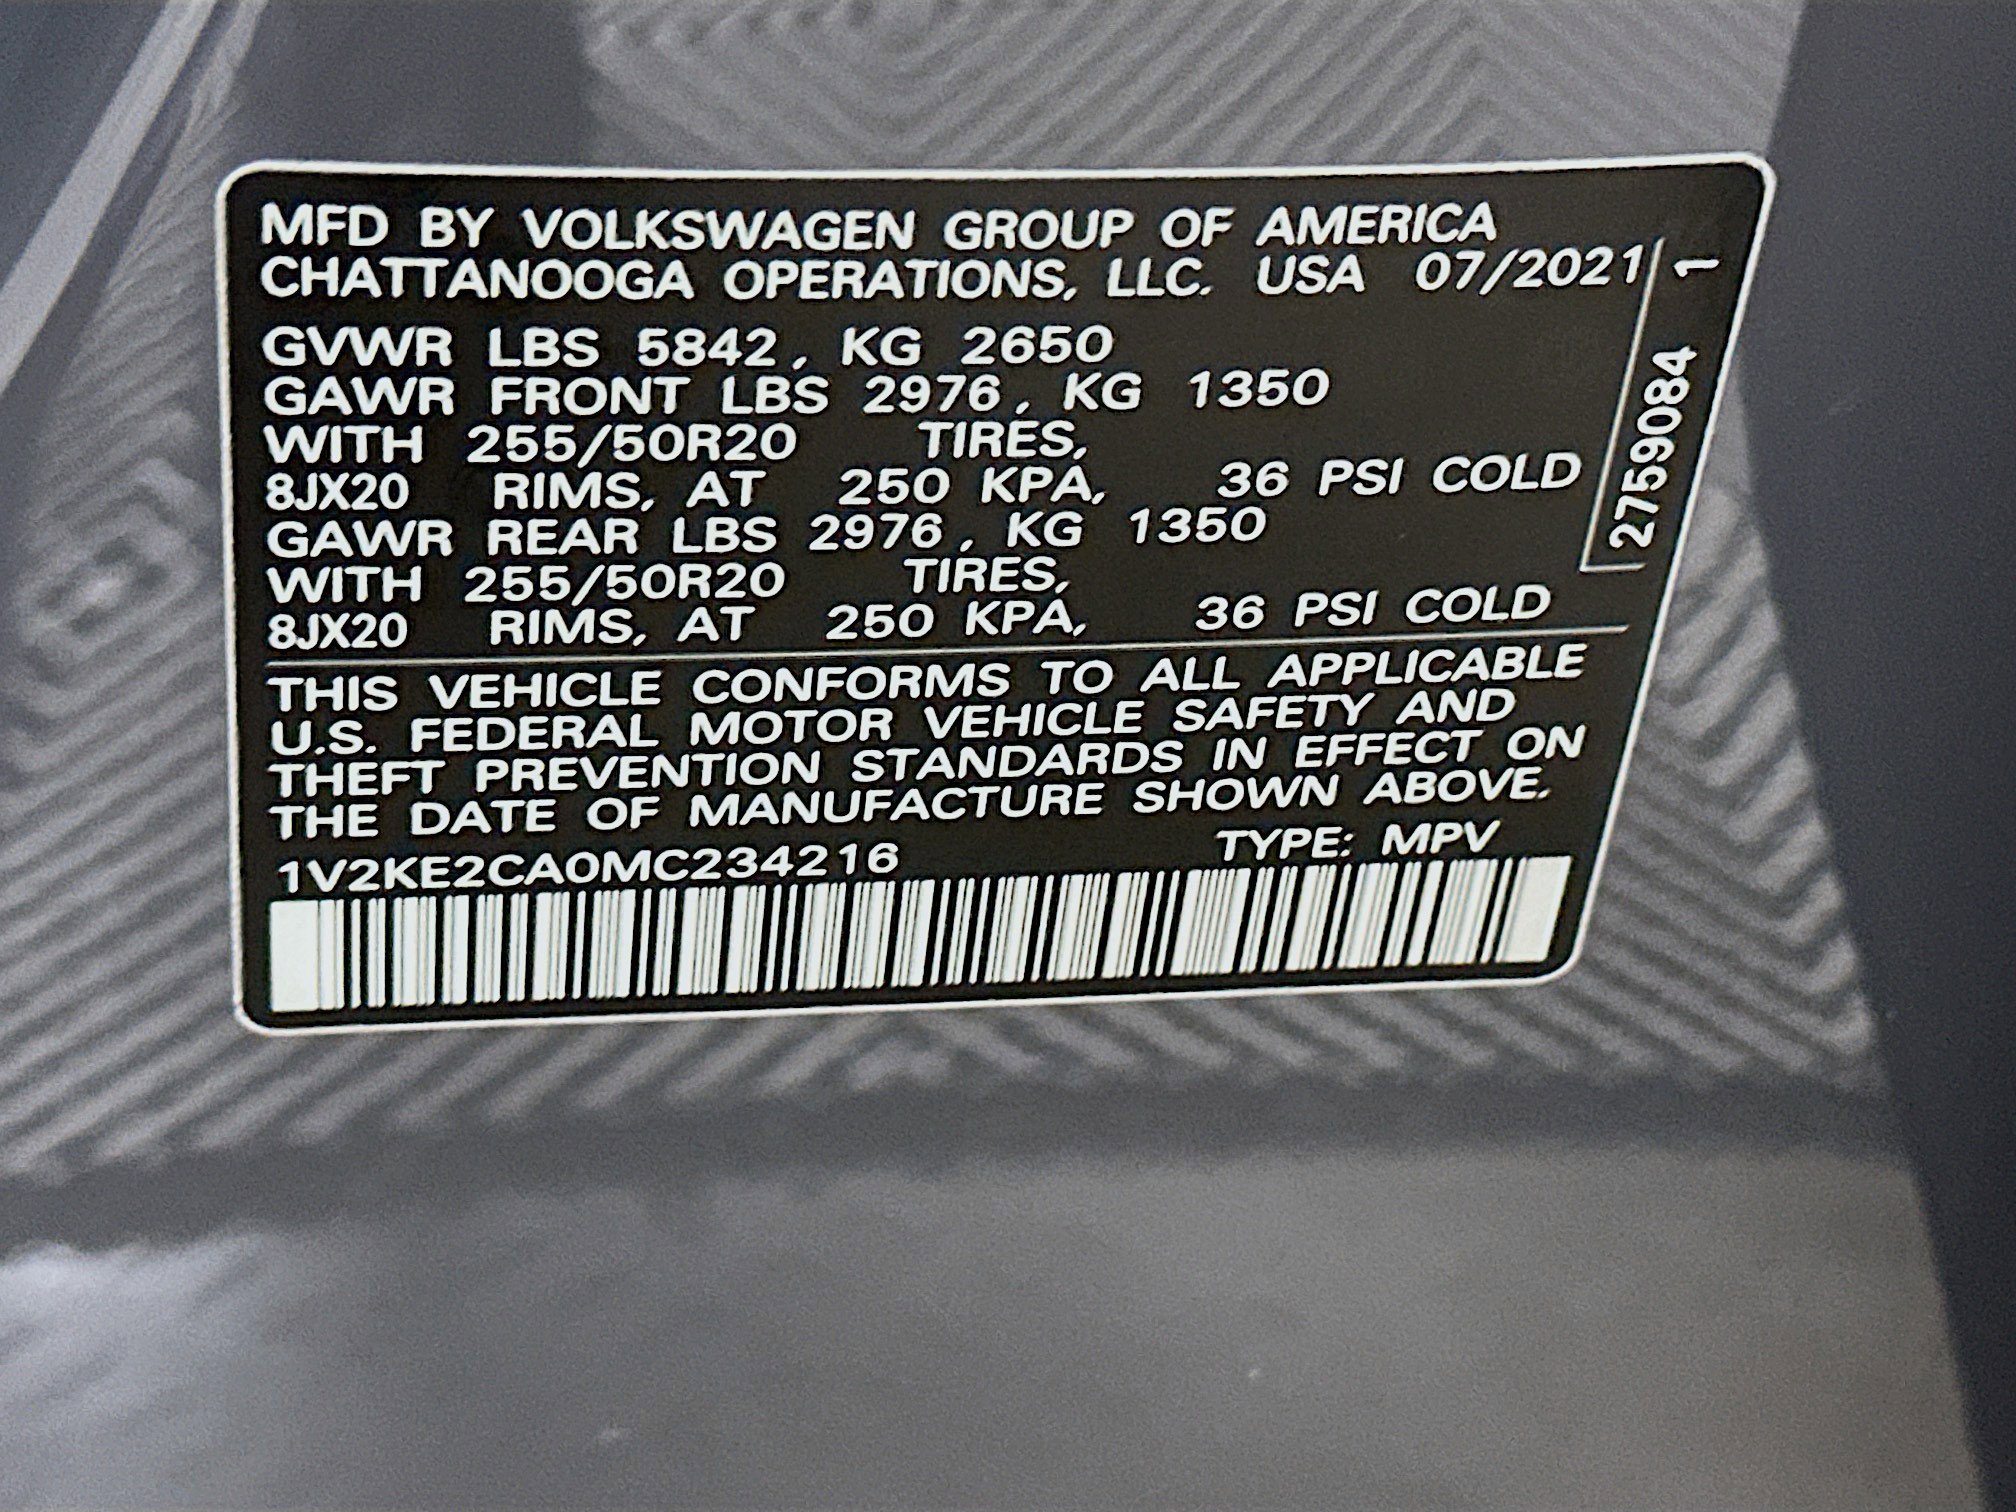 MFD BY VOLKSWAGEN GROUP OF AMERICA
CHATTANOOGA OPERATIONS, LLC. USA 07/2021
GVWR LBS 5842, KG 2650
GAWR FRONT LBS 2976, KG 1350
WITH 255/50R20 TIRES,
8JX20 RIMS, AT 250 KPA, 36 PSI COLD
GAWR REAR LBS 2976, KG 1350
WITH 255/50R20 TIRES,
8JX20 RIMS, AT 250 KPA, 36 PSI COLD
THIS VEHICLE CONFORMS TO ALL APPLICABLE
U.S. FEDERAL MOTOR VEHICLE SAFETY AND
THEFT PREVENTION STANDARDS IN EFFECT ON
THE DATE OF MANUFACTURE SHOWN ABOVE.
1V2KE2CA0MC234216 TYPE: MPV
2759084 1